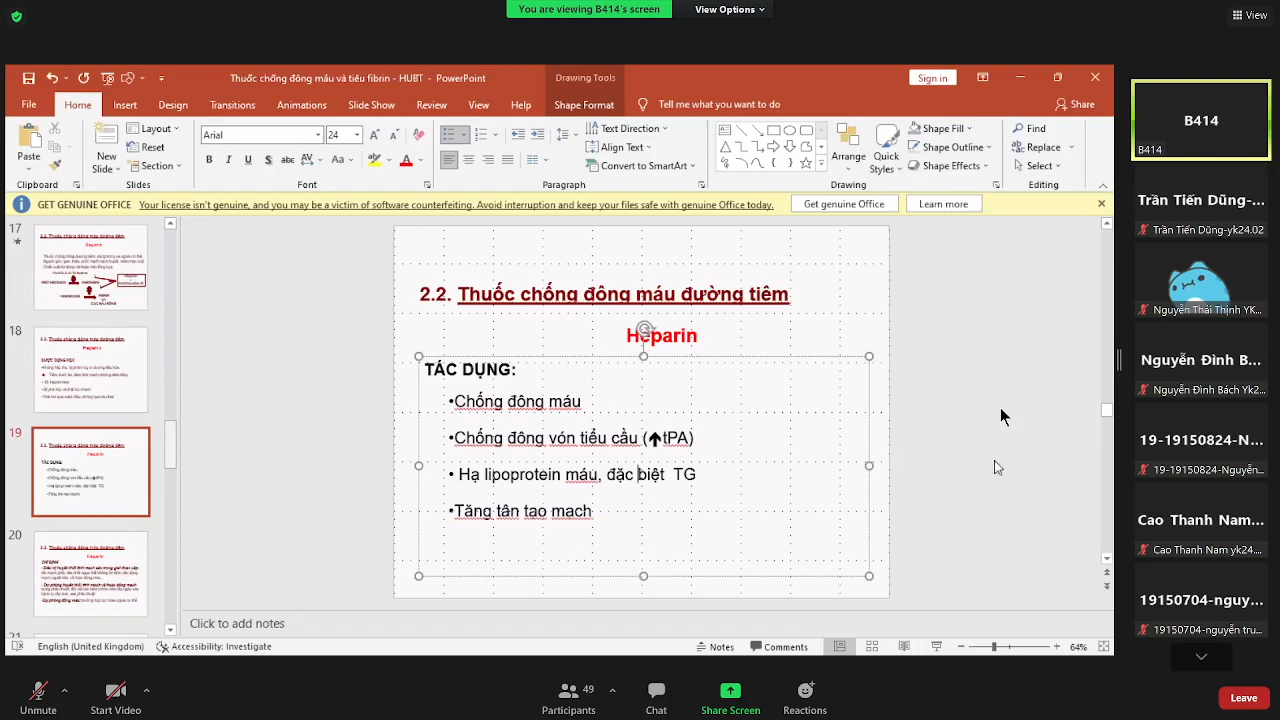 You are viewing B414's screen
View Options
View
Thuốc chống đông máu và tiêu fibrin - HUBT - PowerPoint
Drawing Tools
Sign in
File
Home
Insert
Design
Transitions
Animations
Slide Show
Review
View
Help
Shape Format
Tell me what you want to do
Share
Paste
New
Slide
Layout
Reset
Section
Arial
24
Text Direction
Align Text
Convert to SmartArt
Arrange
Quick
Styles
Shape Fill
Shape Outline
Shape Effects
Find
Replace
Select
Clipboard
Slides
Font
Paragraph
Drawing
Editing
GET GENUINE OFFICE
Your license isn't genuine, and you may be a victim of software counterfeiting. Avoid interruption and keep your files safe with genuine Office today.
Get genuine Office
Learn more
17
18
19
20
21
2.2. Thuốc chống đông máu đường tiêm
Heparin
TÁC DỤNG:
•Chống đông máu
•Chống đông vón tiểu cầu (↑tPA)
• Hạ lipoprotein máu, đặc biệt TG
•Tăng tân tạo mạch
Click to add notes
English (United Kingdom)
Accessibility: Investigate
Notes
Comments
64%
B414
B414
Trần Tiến Dũng-...
Trần Tiến Dũng-yk24.02
Nguyễn Thái Thịnh YK...
Nguyễn Đình B...
Nguyễn Đình Bách Yk2...
19-19150824-N...
19-19150824-Nguyễn...
Cao Thanh Nam...
Cao Thanh Nam yk24....
19150704-nguy...
19150704-nguyễn tru...
Unmute
Start Video
49
Participants
Chat
Share Screen
Reactions
Leave